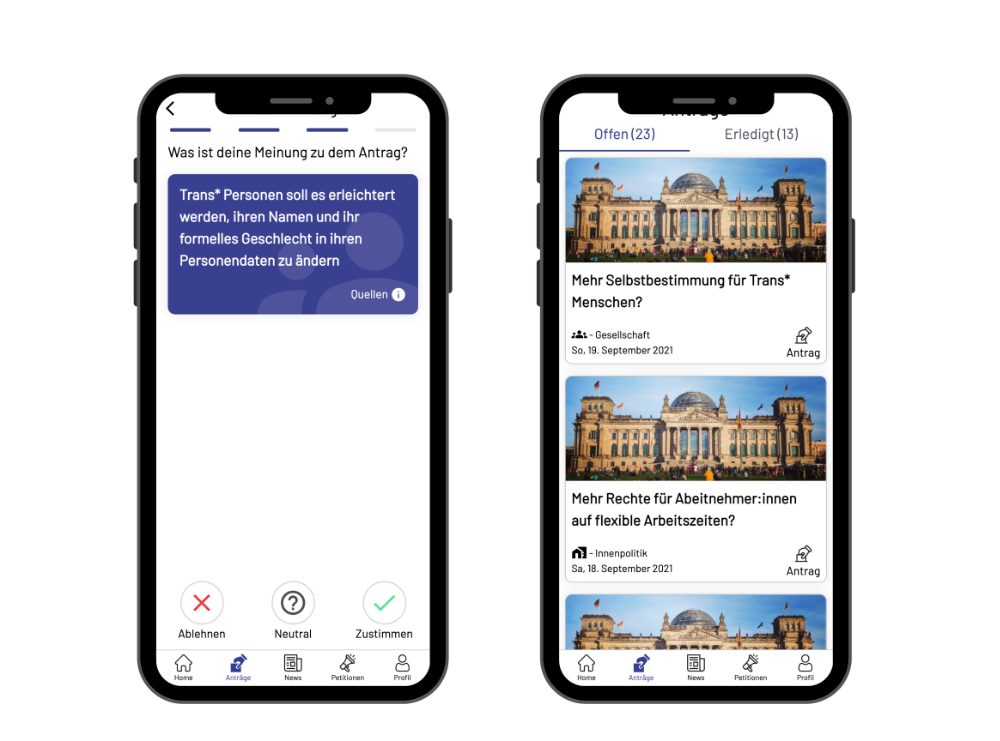 Was ist deine Meinung zu dem Antrag?
Trans* Personen soll es erleichtert
werden, ihren Namen und ihr
formelles Geschlecht in ihren
Personendaten zu ändern
Quellen
Ablehnen
Neutral
Zustimmen
Home
Anträge
News
Petitionen
Profil
Anträge
Offen (23)
Erledigt (13)
Mehr Selbstbestimmung für Trans*
Menschen?
- Gesellschaft
So, 19. September 2021
Antrag
Mehr Rechte für Abeitnehmer:innen
auf flexible Arbeitszeiten?
- Innenpolitik
Sa, 18. September 2021
Antrag
Home
Anträge
News
Petitionen
Profil